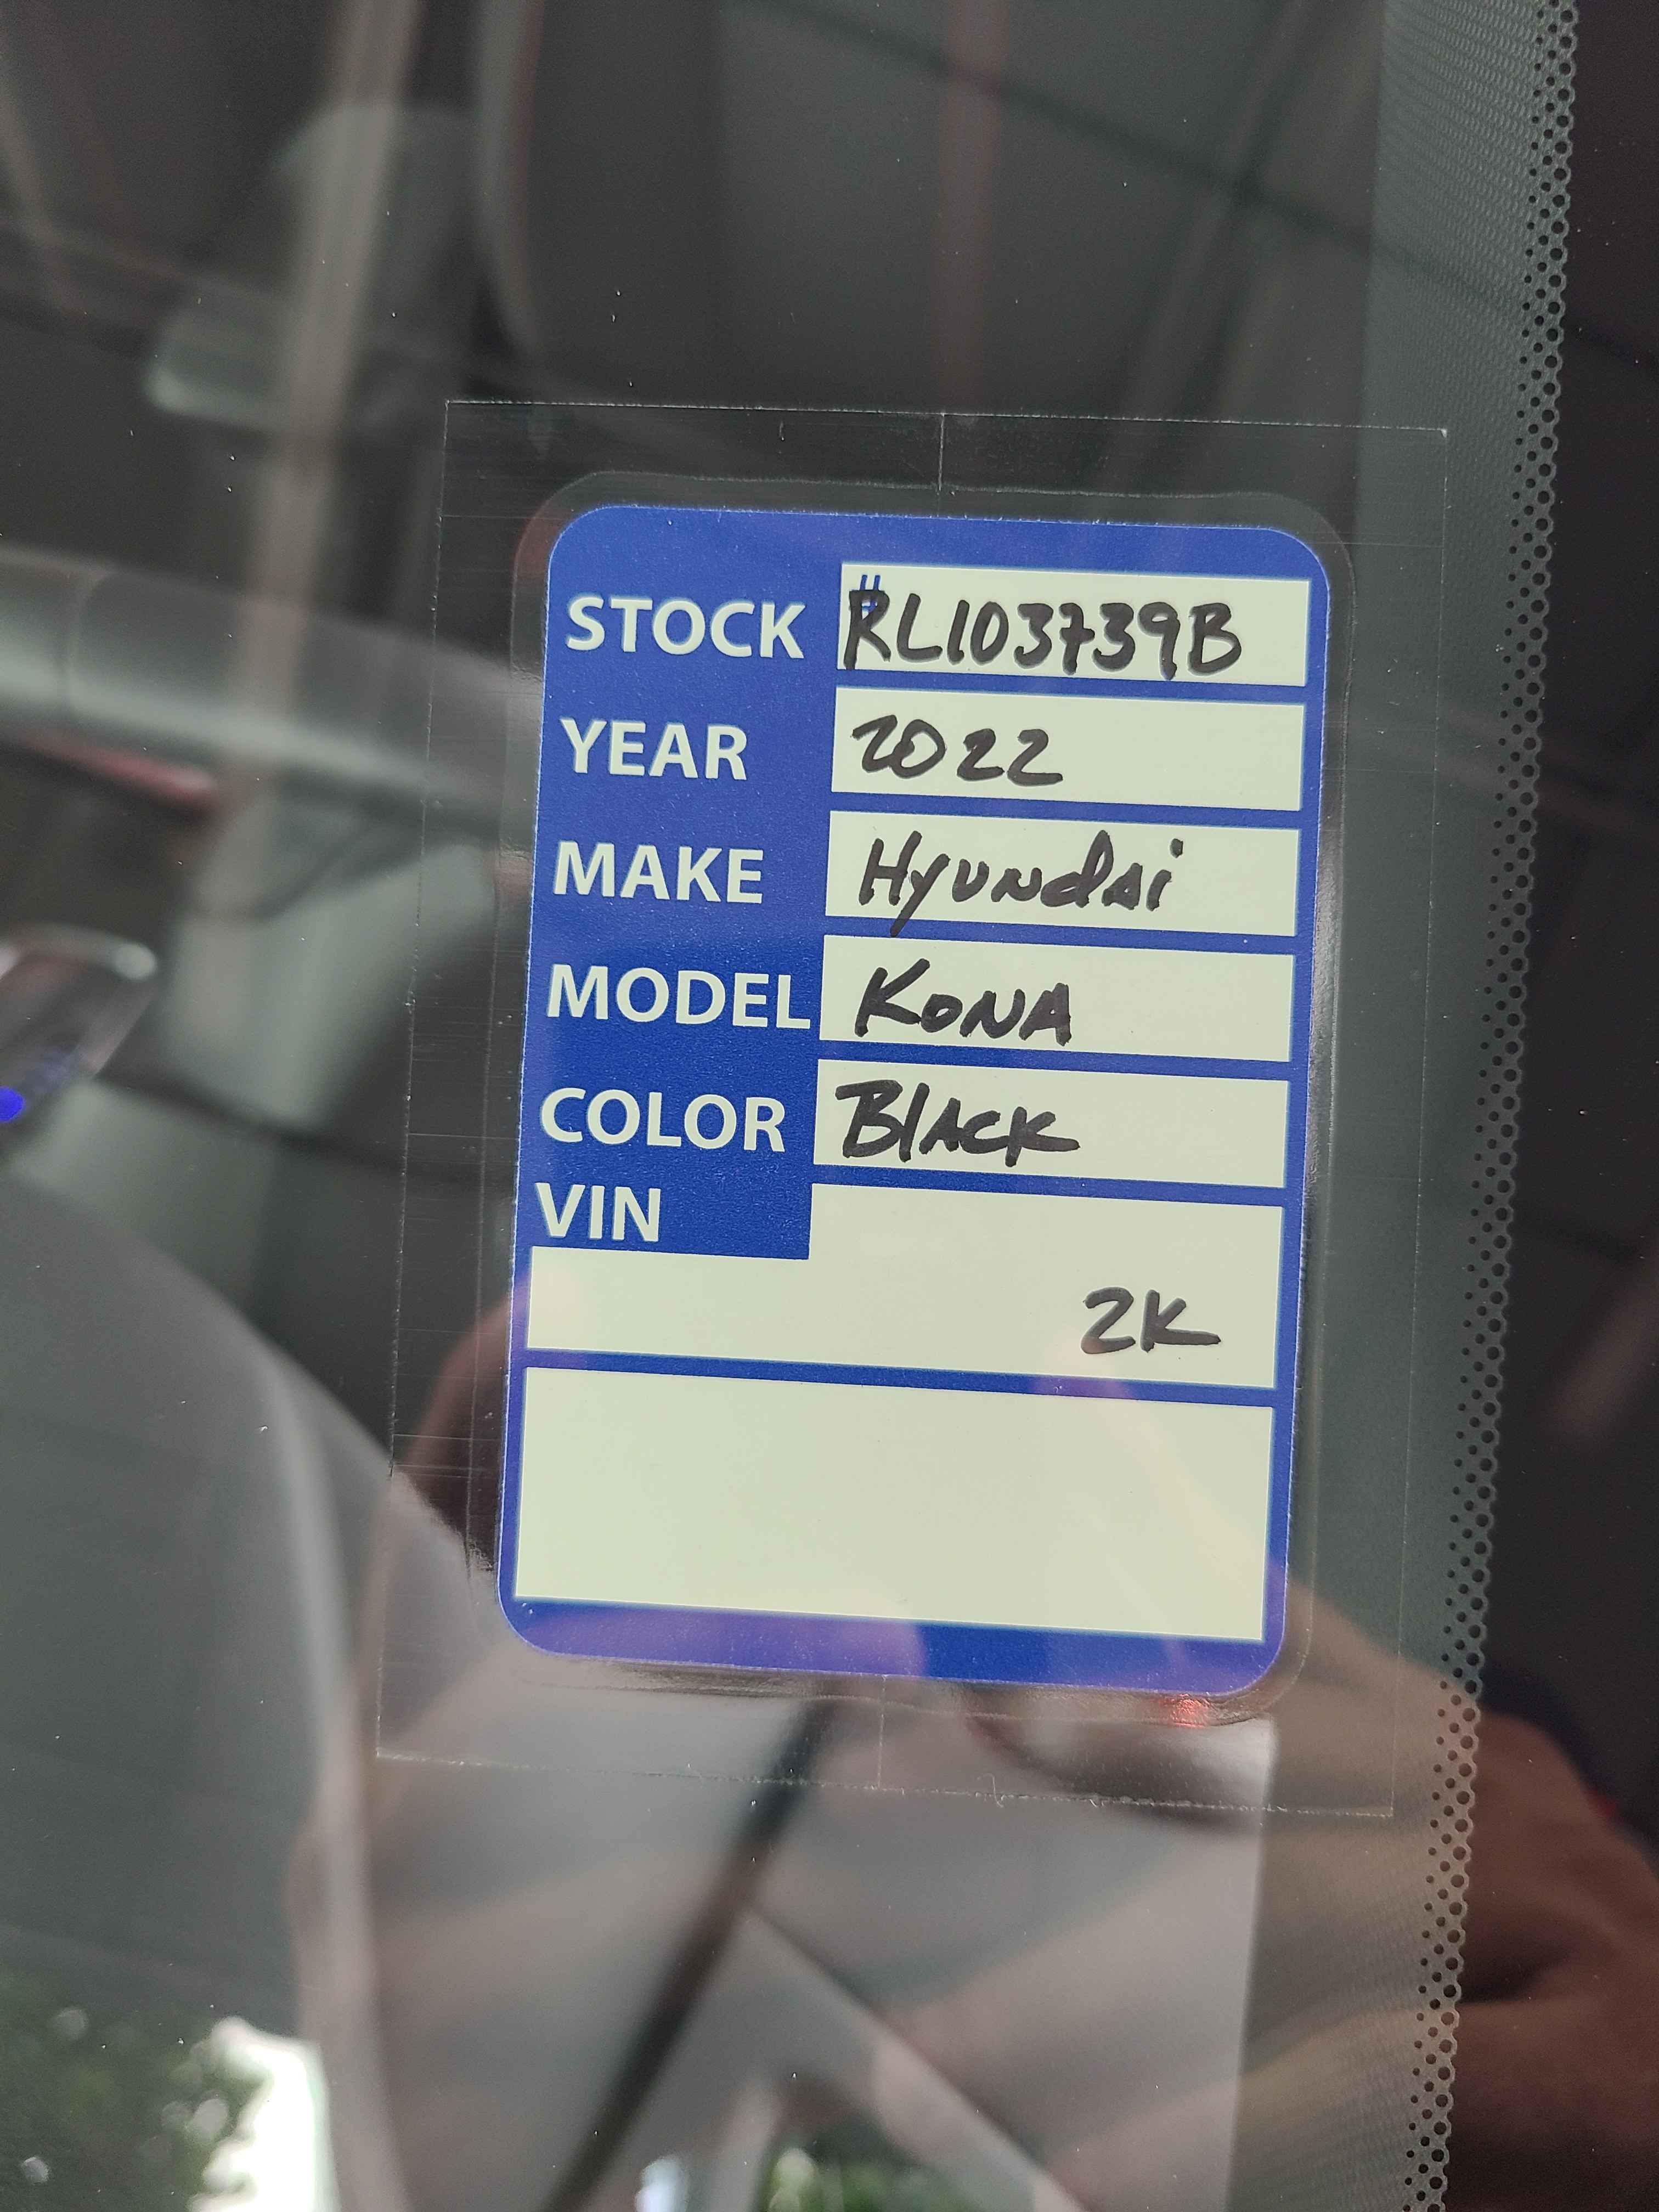 STOCK #RL103739B
YEAR 2022
MAKE Hyundai
MODEL KONA
COLOR Black
VIN
2K